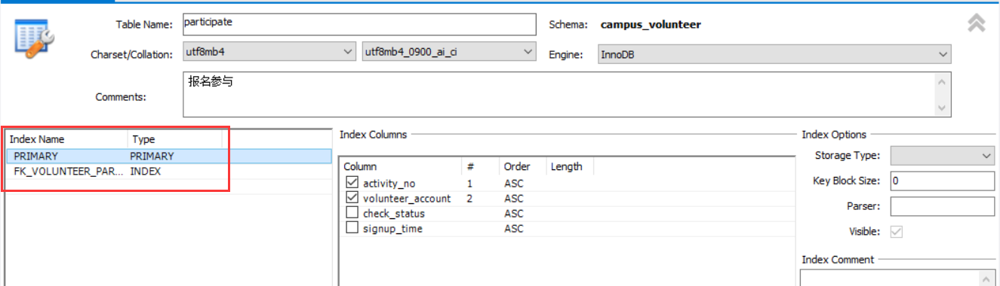 Table Name: participate Schema: campus_volunteer
Charset/Collation: utf8mb4 utf8mb4_0900_ai_ci Engine: InnoDB
Comments: 报名参与
Index Name Type
PRIMARY PRIMARY
FK_VOLUNTEER_PAR... INDEX
Index Columns
Column # Order Length
activity_no 1 ASC
volunteer_account 2 ASC
check_status ASC
signup_time ASC
Index Options
Storage Type:
Key Block Size: 0
Parser:
Visible:
Index Comment